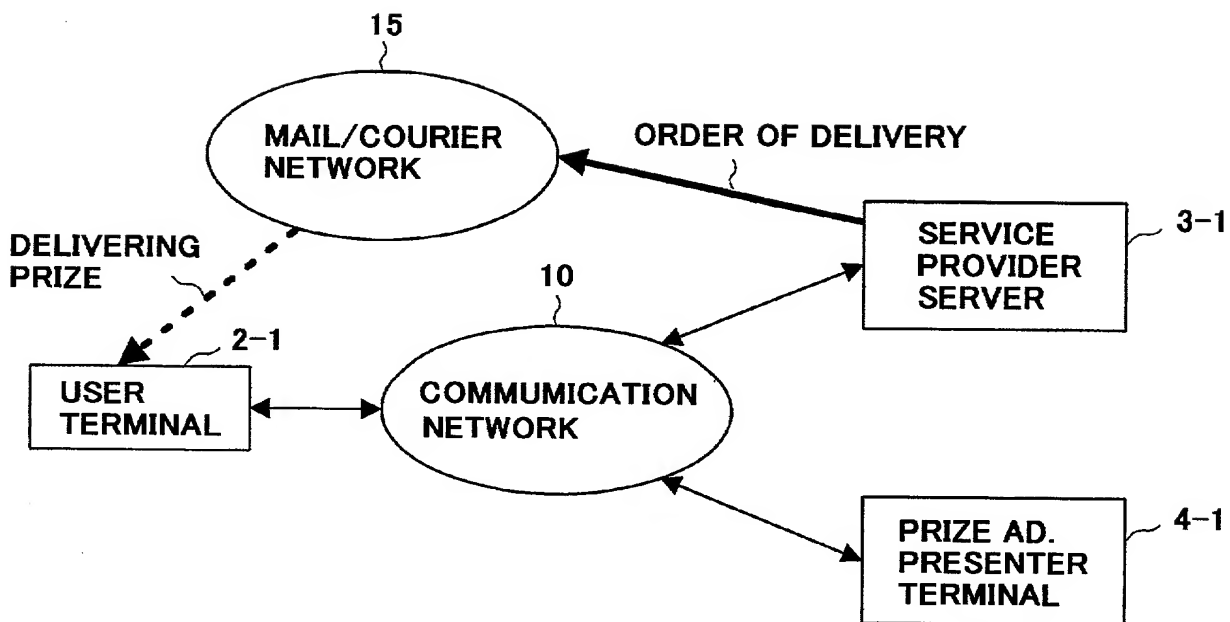 15
MAIL/COURIER
NETWORK
ORDER OF DELIVERY
3-1
SERVICE
PROVIDER
SERVER
DELIVERING
PRIZE
10
2-1
USER
TERMINAL
COMMUMICATION
NETWORK
4-1
PRIZE AD.
PRESENTER
TERMINAL